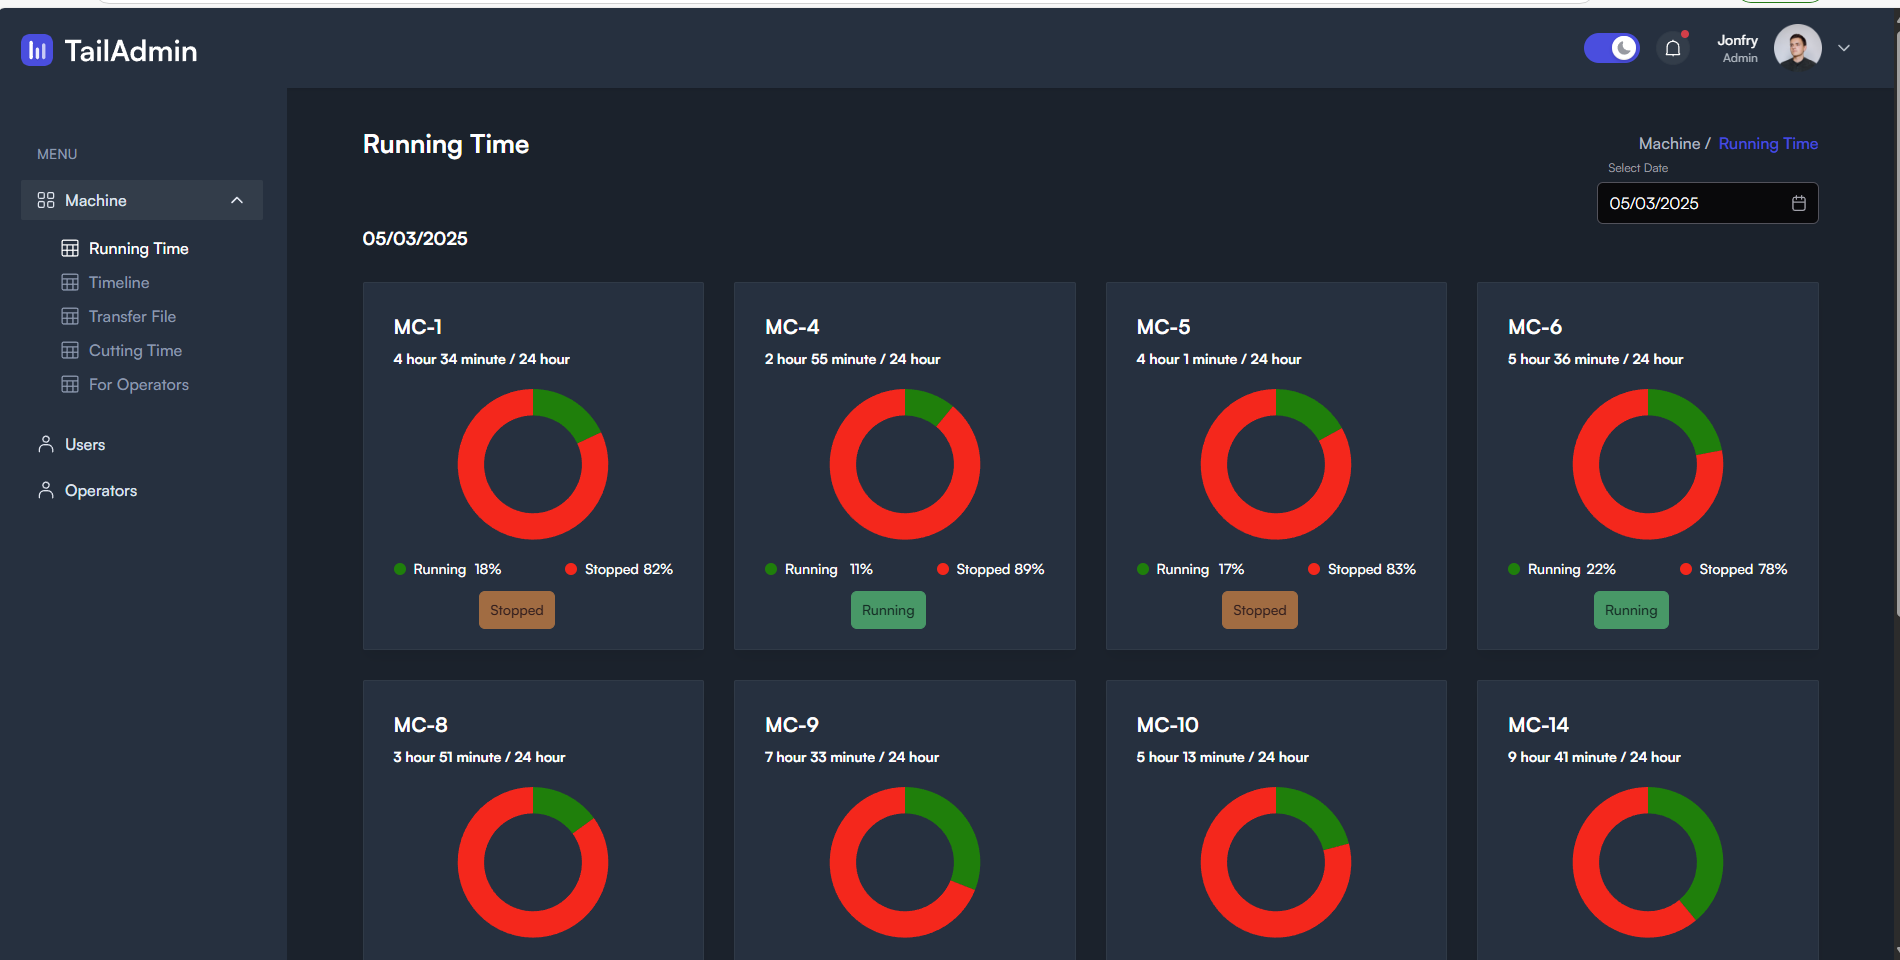 TailAdmin
Jonfry
Admin
MENU
Machine
Running Time
Timeline
Transfer File
Cutting Time
For Operators
Users
Operators
Running Time
Machine / Running Time
Select Date
05/03/2025
05/03/2025
MC-1
4 hour 34 minute / 24 hour
Running 18%
Stopped 82%
Stopped
MC-4
2 hour 55 minute / 24 hour
Running 11%
Stopped 89%
Running
MC-5
4 hour 1 minute / 24 hour
Running 17%
Stopped 83%
Stopped
MC-6
5 hour 36 minute / 24 hour
Running 22%
Stopped 78%
Running
MC-8
3 hour 51 minute / 24 hour
MC-9
7 hour 33 minute / 24 hour
MC-10
5 hour 13 minute / 24 hour
MC-14
9 hour 41 minute / 24 hour